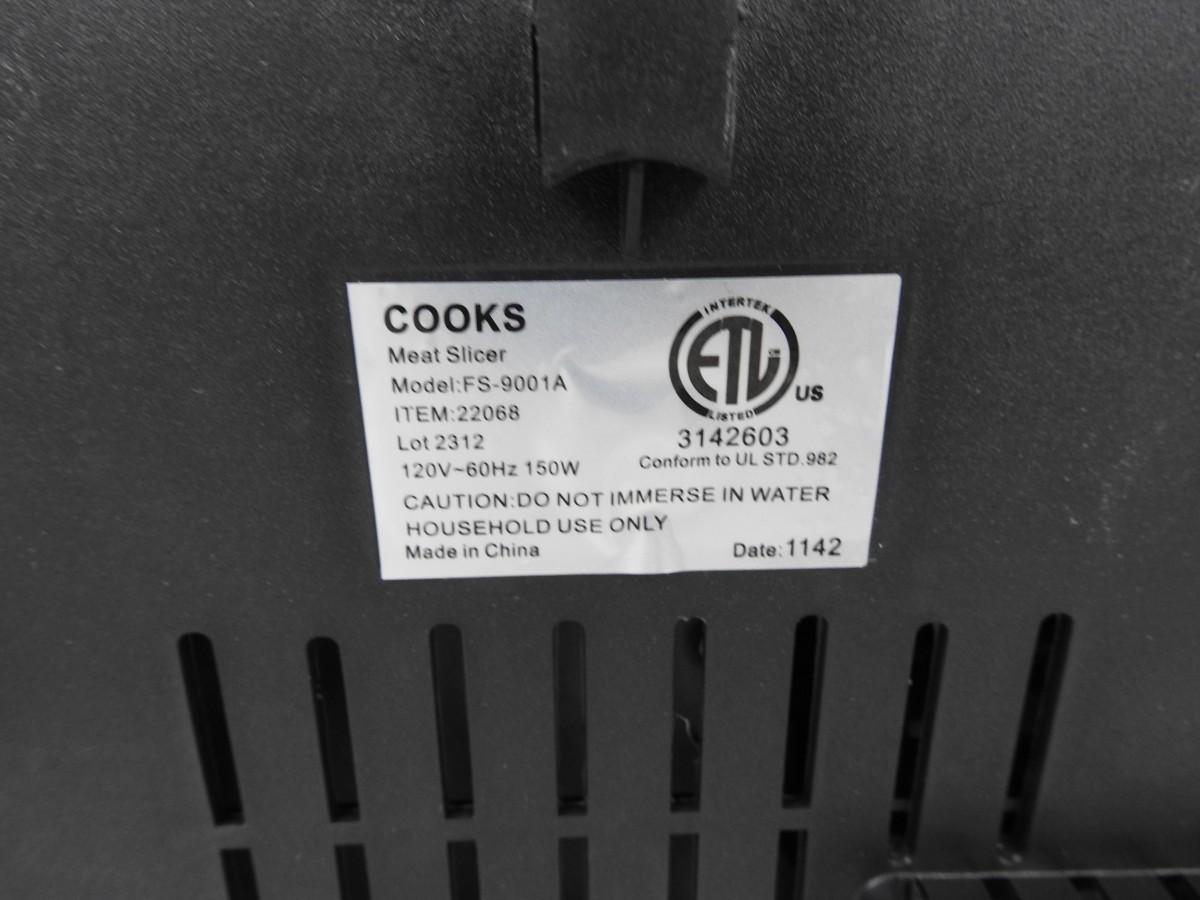 COOKS
Meat Slicer
Model:FS-9001A
ITEM:22068
Lot 2312
120V~60Hz 150W
INTERTEK
ETL CM
US
LISTED
3142603
Conform to UL STD.982
CAUTION:DO NOT IMMERSE IN WATER
HOUSEHOLD USE ONLY
Made in China
Date:1142